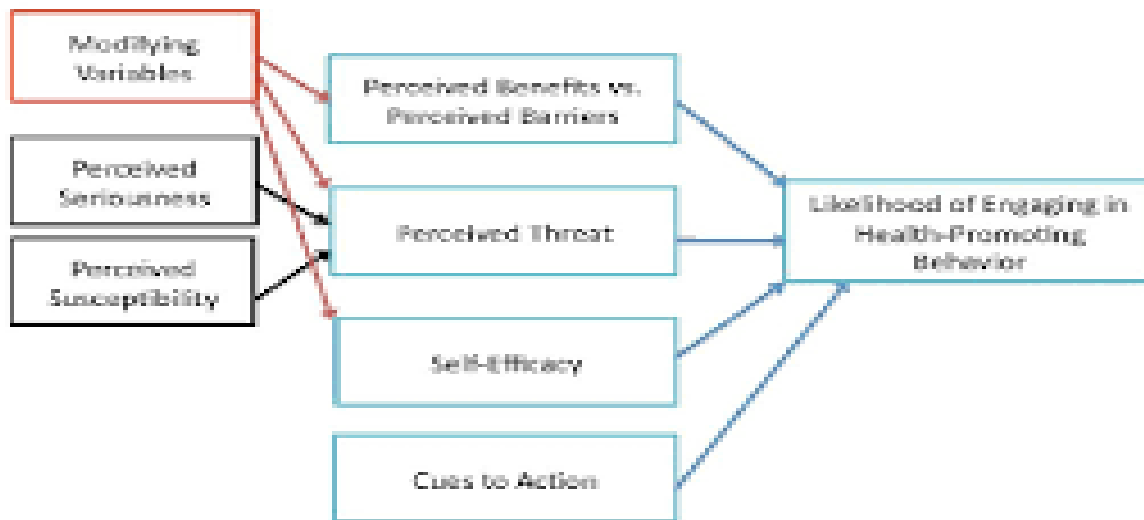 Modifying
Variables
Perceived
Seriousness
Perceived
Susceptibility
Perceived Benefits vs.
Perceived Barriers
Perceived Threat
Self-Efficacy
Cues to Action
Likelihood of Engaging in
Health-Promoting
Behavior